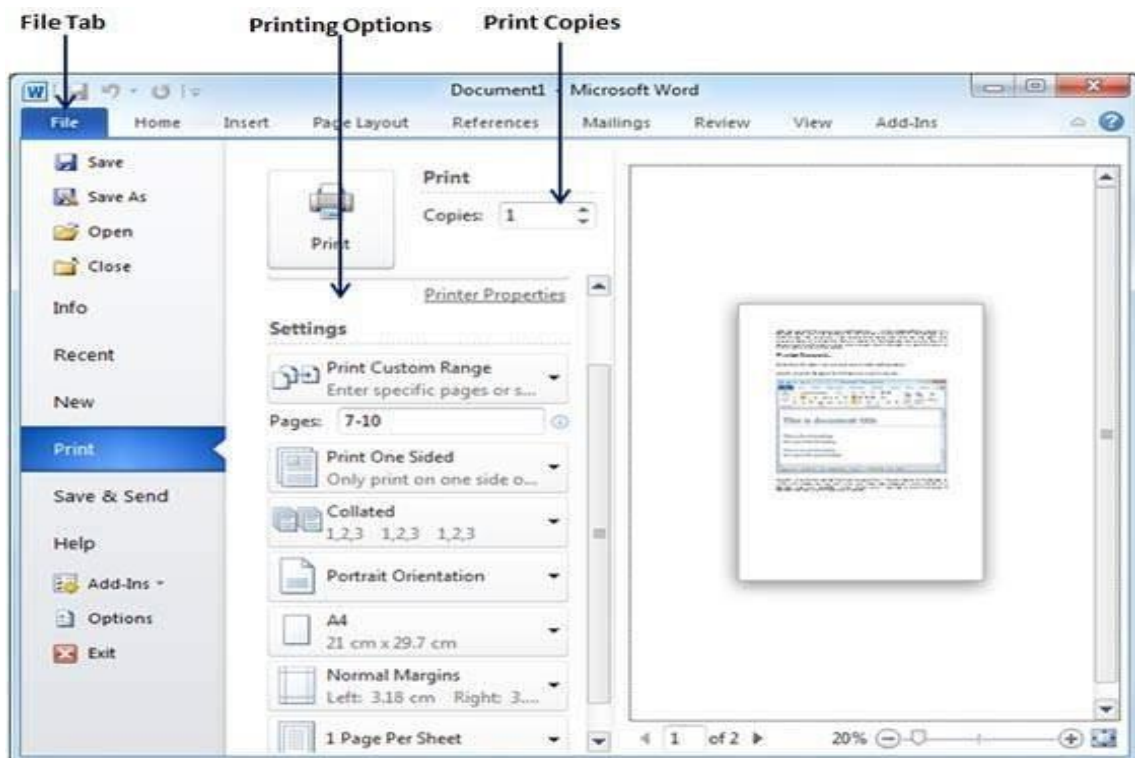 File Tab
Printing Options
Print Copies
W
Document1 - Microsoft Word
File Home Insert Page Layout References Mailings Review View Add-Ins
Save
Save As
Open
Close
Info
Recent
New
Print
Save & Send
Help
Add-Ins
Options
Exit
Print
Print
Copies: 1
Printer Properties
Settings
Print Custom Range
Enter specific pages or s...
Pages: 7-10
Print One Sided
Only print on one side o...
Collated
1,2,3 1,2,3 1,2,3
Portrait Orientation
A4
21 cm x 29.7 cm
Normal Margins
Left: 3.18 cm Right: 3....
1 Page Per Sheet
This is document title
1 of 2
20%